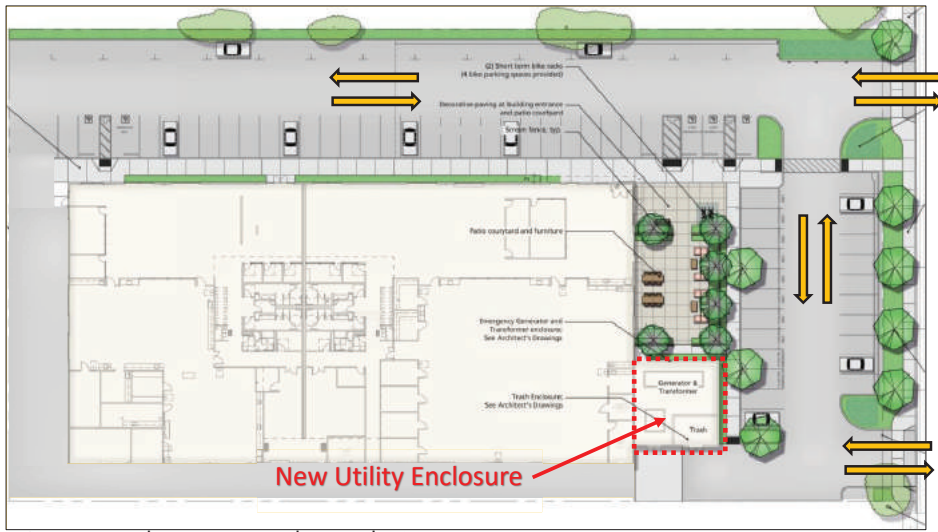 (2) Short term bike racks
(4 bike parking spaces provided)
Decorative paving at building entrance
and patio courtyard
Screen fence, typ.
Patio courtyard and furniture
Emergency Generator and
Transformer enclosure;
See Architect's Drawings
Generator &
Transformer
Trash Enclosure;
See Architect's Drawings
Trash
New Utility Enclosure